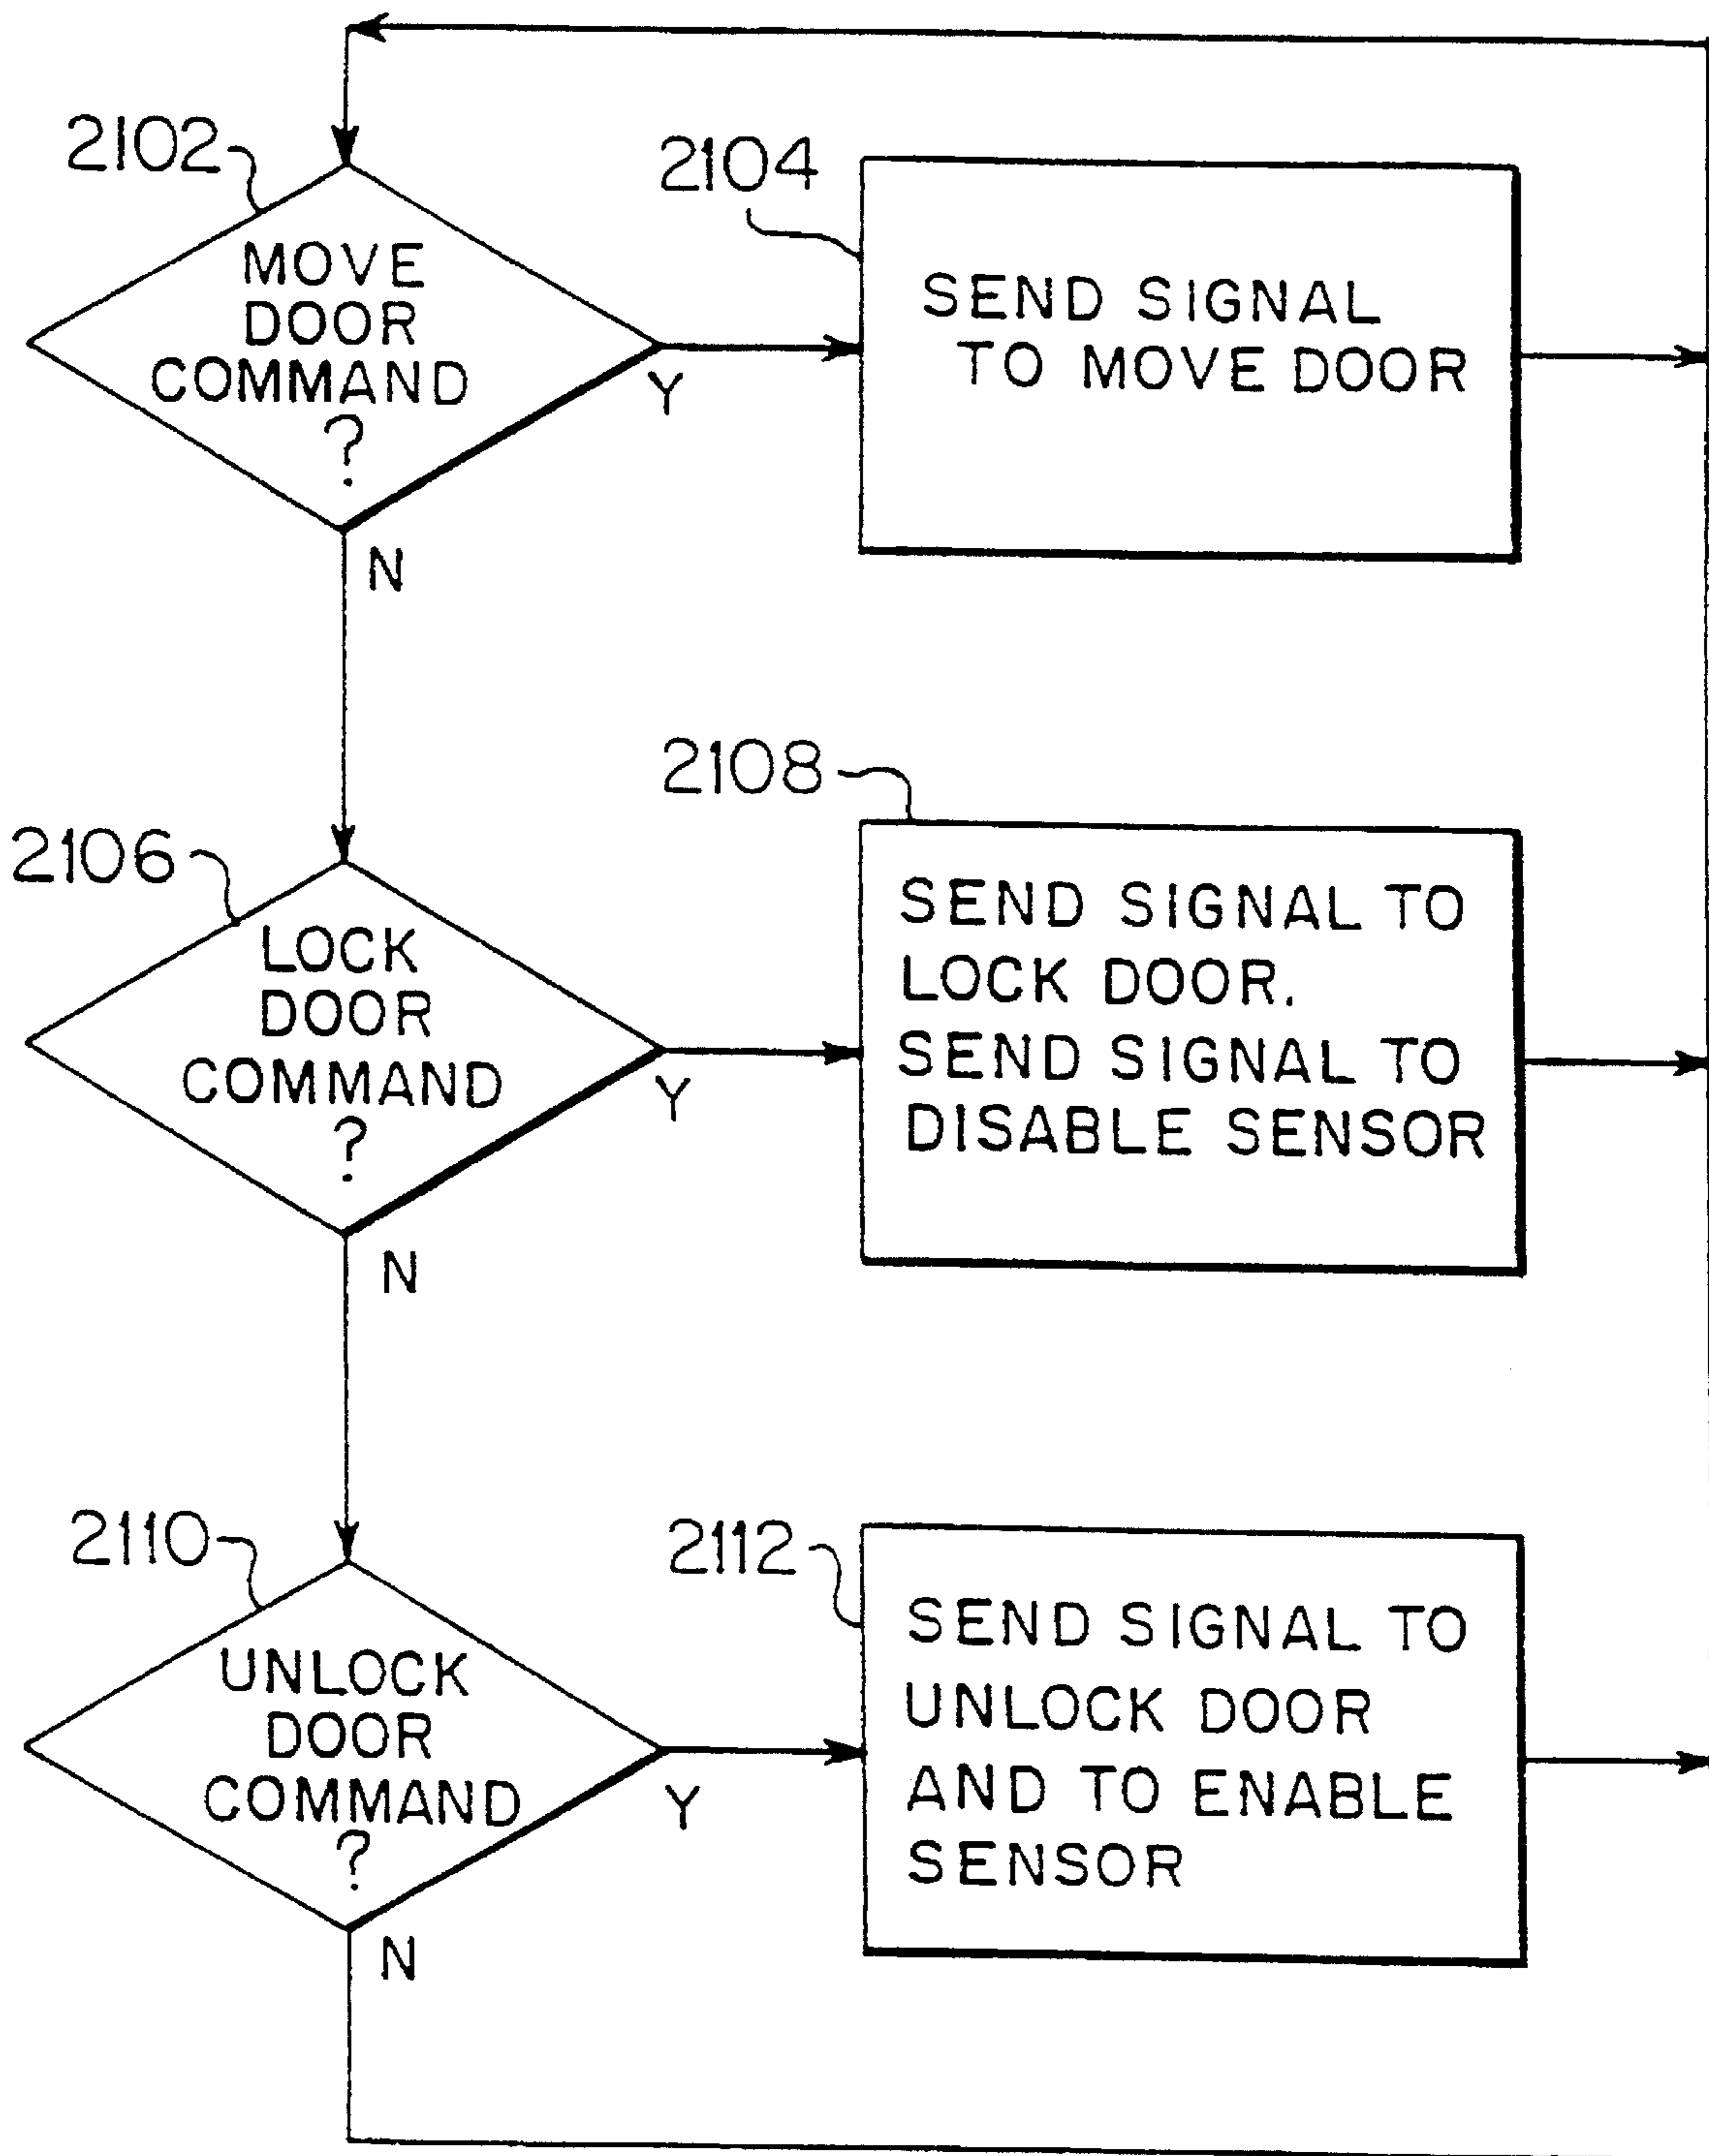 2102
MOVE
DOOR
COMMAND
?
Y
N
2104
SEND SIGNAL
TO MOVE DOOR
2106
LOCK
DOOR
COMMAND
?
Y
N
2108
SEND SIGNAL TO
LOCK DOOR.
SEND SIGNAL TO
DISABLE SENSOR
2110
UNLOCK
DOOR
COMMAND
?
Y
N
2112
SEND SIGNAL TO
UNLOCK DOOR
AND TO ENABLE
SENSOR